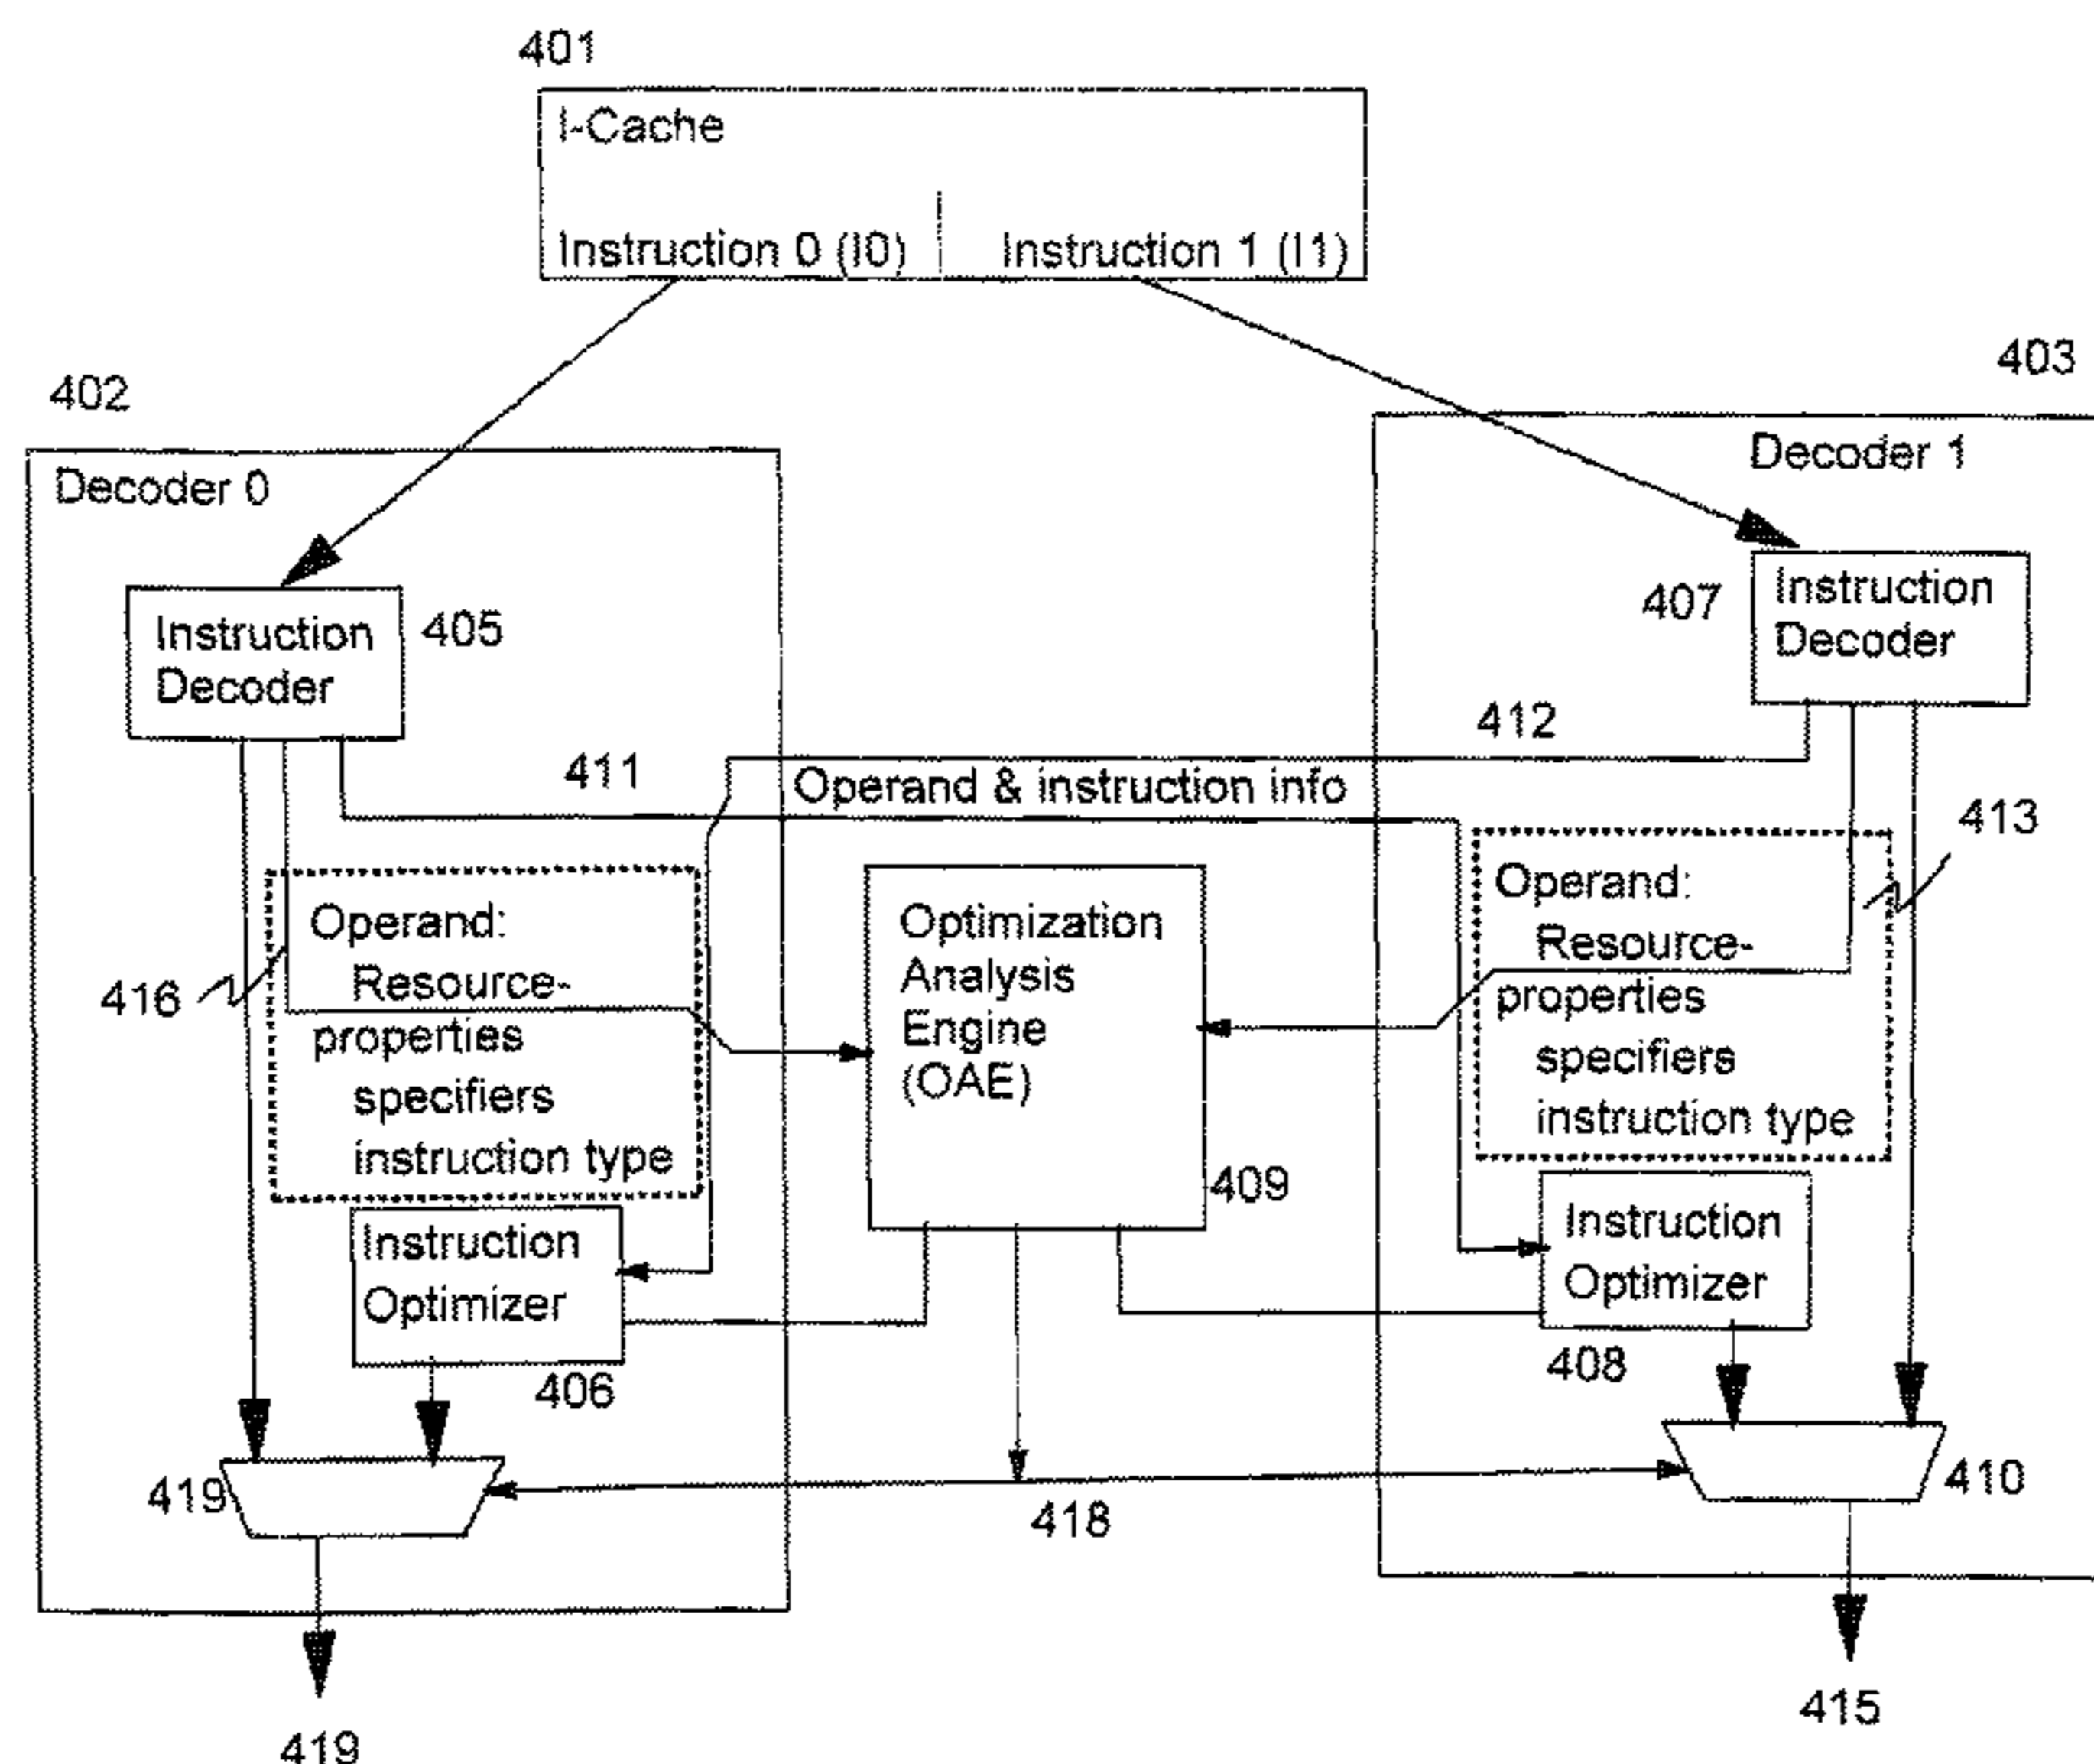 401
I-Cache
Instruction 0 (I0)
Instruction 1 (I1)
402
403
Decoder 0
Decoder 1
Instruction
Decoder
405
407
Instruction
Decoder
412
411
Operand & instruction info
413
Operand:
Resource-
properties
specifiers
instruction type
416
Optimization
Analysis
Engine
(OAE)
409
Operand:
Resource-
properties
specifiers
instruction type
Instruction
Optimizer
406
Instruction
Optimizer
408
419
418
410
419
415